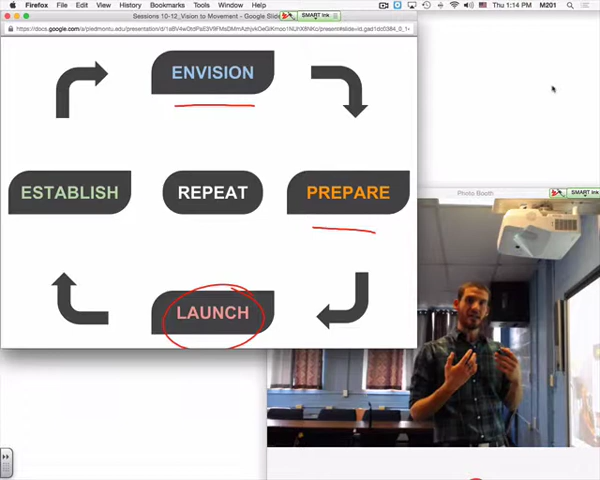 Firefox File Edit View History Bookmarks Tools Window Help
Thu 1:14 PM M201
Sessions 10-12_Vision to Movement - Google Slid
SMART Ink
ENVISION
ESTABLISH
REPEAT
PREPARE
LAUNCH
Photo Booth
SMART Ink